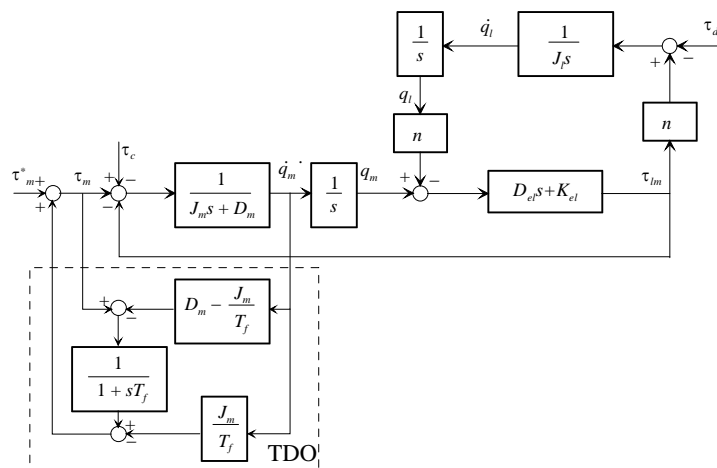 1/s
q̇_l
1/(J_l s)
+
−
τ_d
q_l
n
n
τ*_m +
+
τ_m
+
−
−
τ_c
1/(J_m s + D_m)
q̇_m
1/s
q_m
+
−
D_el s+K_el
τ_lm
+
−
D_m − J_m/T_f
1/(1 + sT_f)
+
−
J_m/T_f
TDO